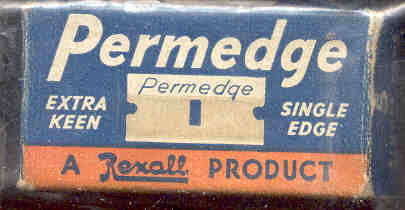 Permedge
Permedge
EXTRA
KEEN
SINGLE
EDGE
A Rexall PRODUCT